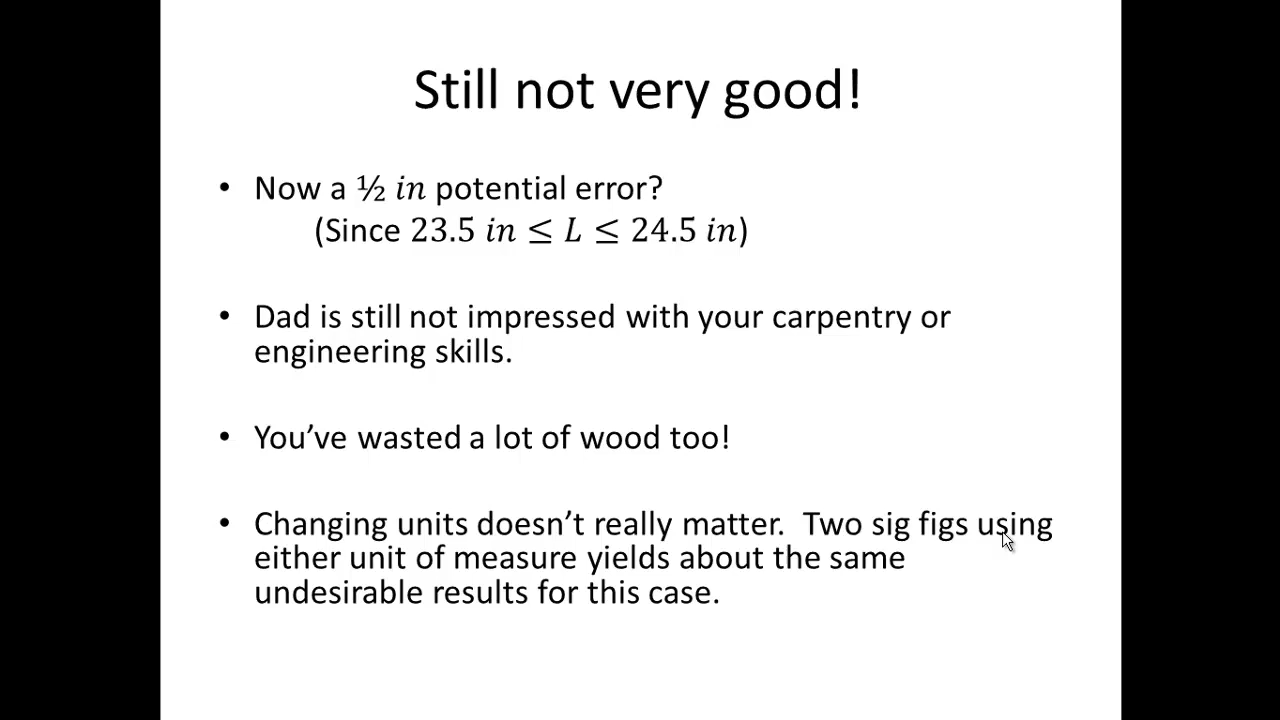 Still not very good!
• Now a ½ in potential error?
(Since 23.5 in ≤ L ≤ 24.5 in)
• Dad is still not impressed with your carpentry or
engineering skills.
• You’ve wasted a lot of wood too!
• Changing units doesn’t really matter.  Two sig figs using
either unit of measure yields about the same
undesirable results for this case.